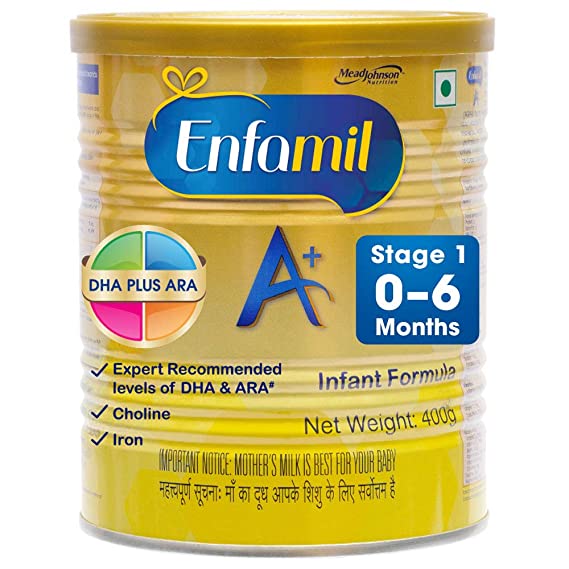 MeadJohnson
Nutrition
Enfamil
A+
Stage 1
0–6
Months
DHA PLUS ARA
✓ Expert Recommended
levels of DHA & ARA#
✓ Choline
✓ Iron
Infant Formula
Net Weight: 400g
IMPORTANT NOTICE: MOTHER'S MILK IS BEST FOR YOUR BABY
महत्त्वपूर्ण सूचना: माँ का दूध आपके शिशु के लिए सर्वोत्तम है